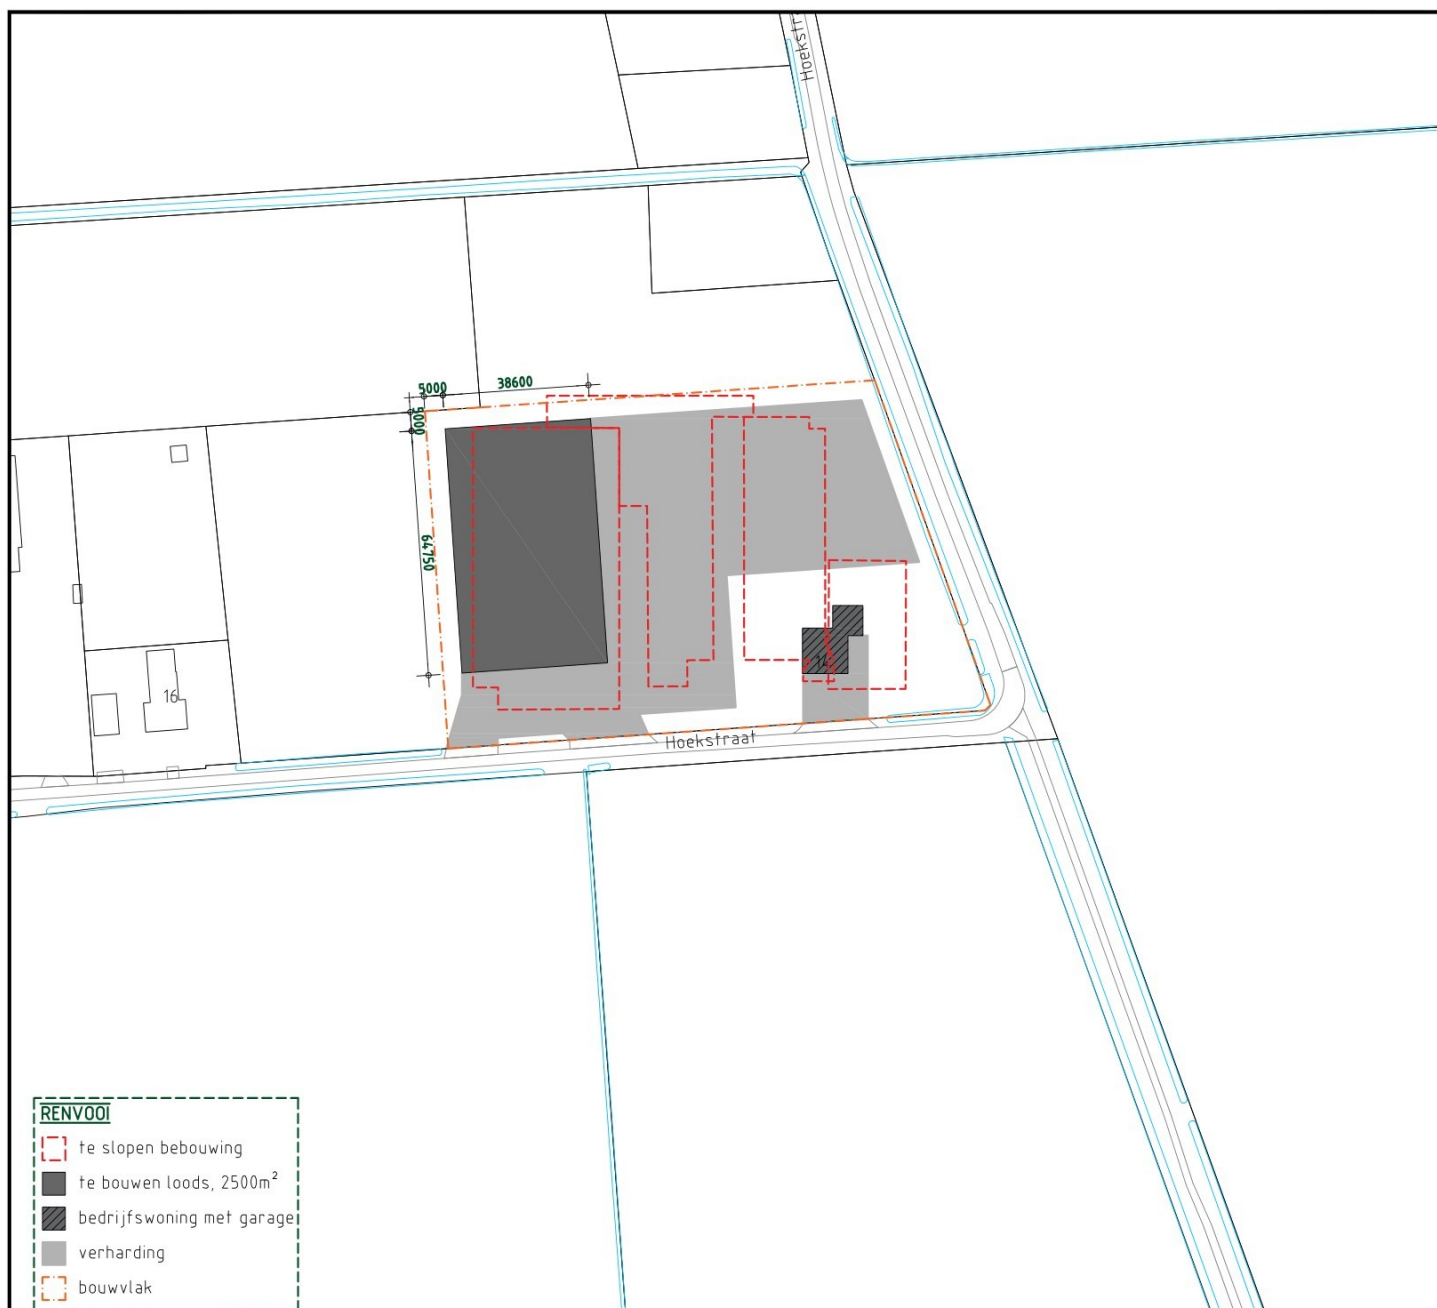 Hoekstra
5000
38600
5000
64750
16
14
Hoekstraat
RENVOOI
te slopen bebouwing
te bouwen loods, 2500m²
bedrijfswoning met garage
verharding
bouwvlak